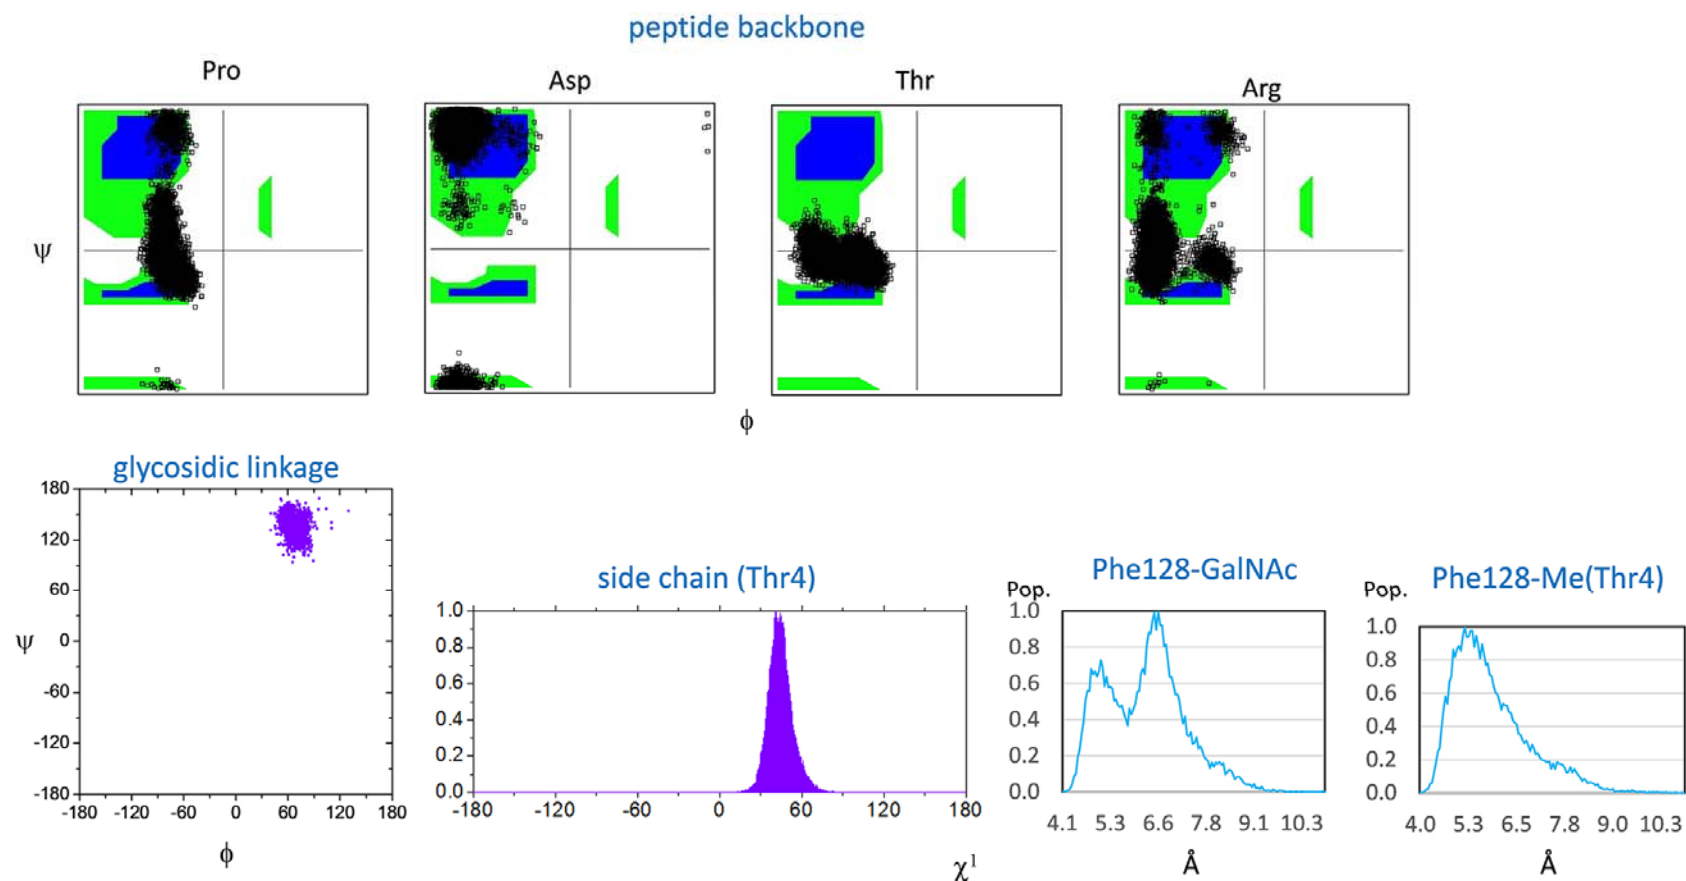 peptide backbone
Pro
Asp
Thr
Arg
ψ
ϕ
glycosidic linkage
180
120
60
0
-60
-120
-180
-180 -120 -60 0 60 120 180
ψ
ϕ
side chain (Thr4)
1.0
0.8
0.6
0.4
0.2
0.0
-180 -120 -60 0 60 120 180
χ¹
Phe128-GalNAc
Pop.
1.0
0.8
0.6
0.4
0.2
0.0
4.1 5.3 6.6 7.8 9.1 10.3
Å
Phe128-Me(Thr4)
Pop.
1.0
0.8
0.6
0.4
0.2
0.0
4.0 5.3 6.5 7.8 9.0 10.3
Å